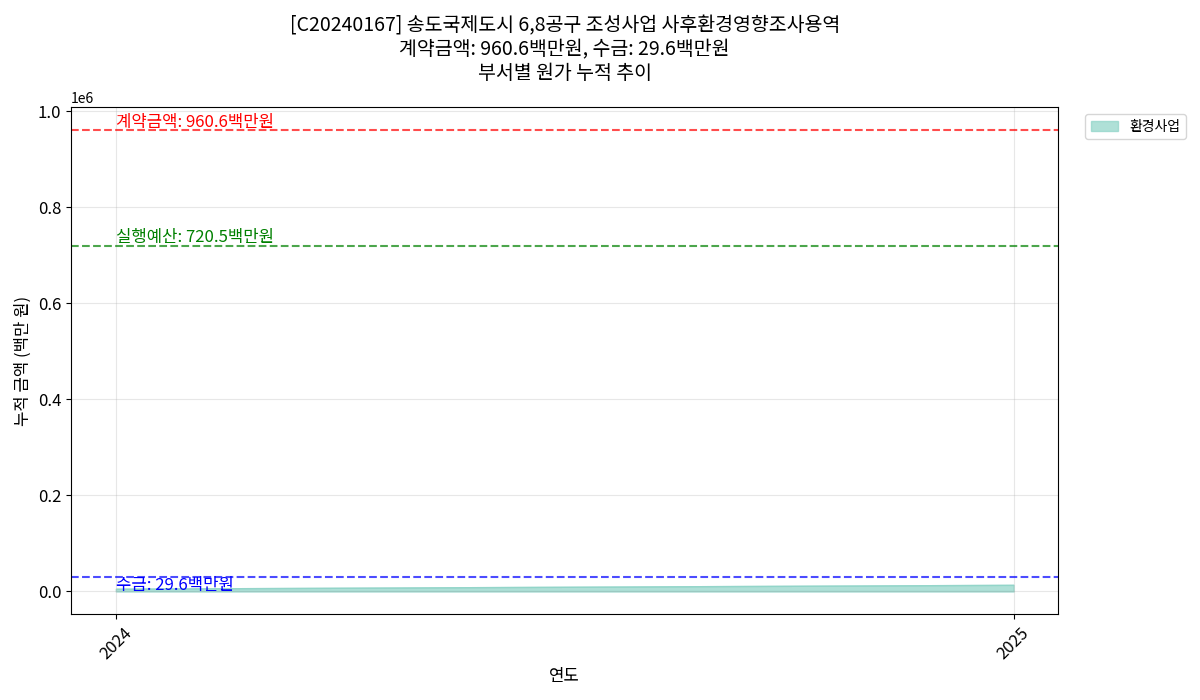 [C20240167] 송도국제도시 6,8공구 조성사업 사후환경영향조사용역
계약금액: 960.6백만원, 수금: 29.6백만원
부서별 원가 누적 추이
1e6
1.0
계약금액: 960.6백만원
환경사업
0.8
실행예산: 720.5백만원
0.6
누적 금액 (백만 원)
0.4
0.2
수금: 29.6백만원
0.0
2024
2025
연도